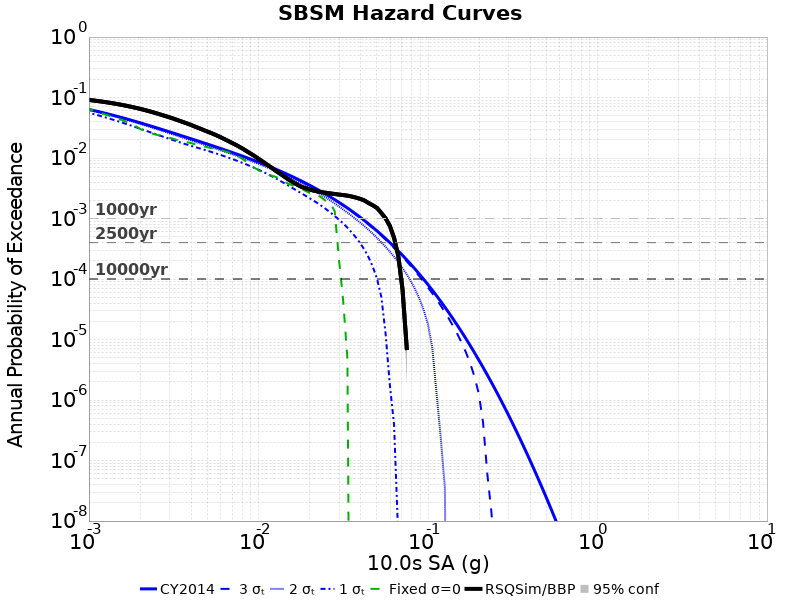 SBSM Hazard Curves
Annual Probability of Exceedance
10^0
10^-1
10^-2
10^-3
10^-4
10^-5
10^-6
10^-7
10^-8
1000yr
2500yr
10000yr
10^-3 10^-2 10^-1 10^0 10^1
10.0s SA (g)
CY2014 3 σₜ 2 σₜ 1 σₜ Fixed σ=0 RSQSim/BBP 95% conf